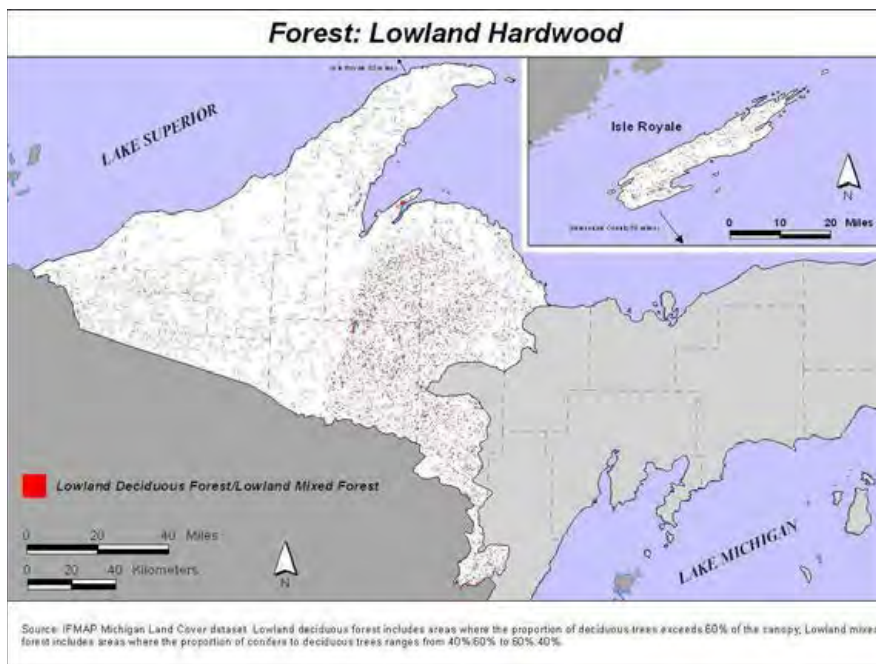 Forest: Lowland Hardwood
LAKE SUPERIOR
Isle Royale
N
0 10 20 Miles
Lowland Deciduous Forest/Lowland Mixed Forest
0 20 40 Miles
0 20 40 Kilometers
N
LAKE MICHIGAN
Source: IFMAP Michigan Land Cover dataset. Lowland deciduous forest includes areas where the proportion of deciduous trees exceeds 60% of the canopy; Lowland mixed
forest includes areas where the proportion of conifers to deciduous trees ranges from 40%:60% to 60%:40%.